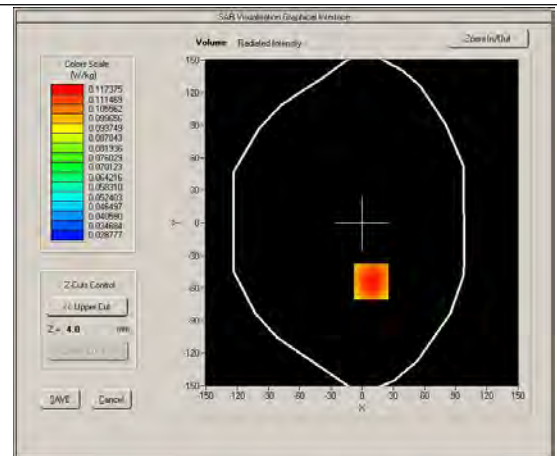 SAR Visualisation Graphical Interface
Volume Radiated Intensity
Zoom In/Out
Colors Scale
(W/kg)
0.117375
0.111469
0.105562
0.099656
0.093749
0.087843
0.081936
0.076029
0.070123
0.064216
0.058310
0.052403
0.046497
0.040590
0.034684
0.028777
Z-Cuts Control
<< Upper Cut
Z = 4.0 mm
SAVE Cancel
150-
120-
90-
60-
30-
0-
-30-
-60-
-90-
-120-
-150-
-150 -120 -90 -60 -30 0 30 60 90 120 150
Y
X